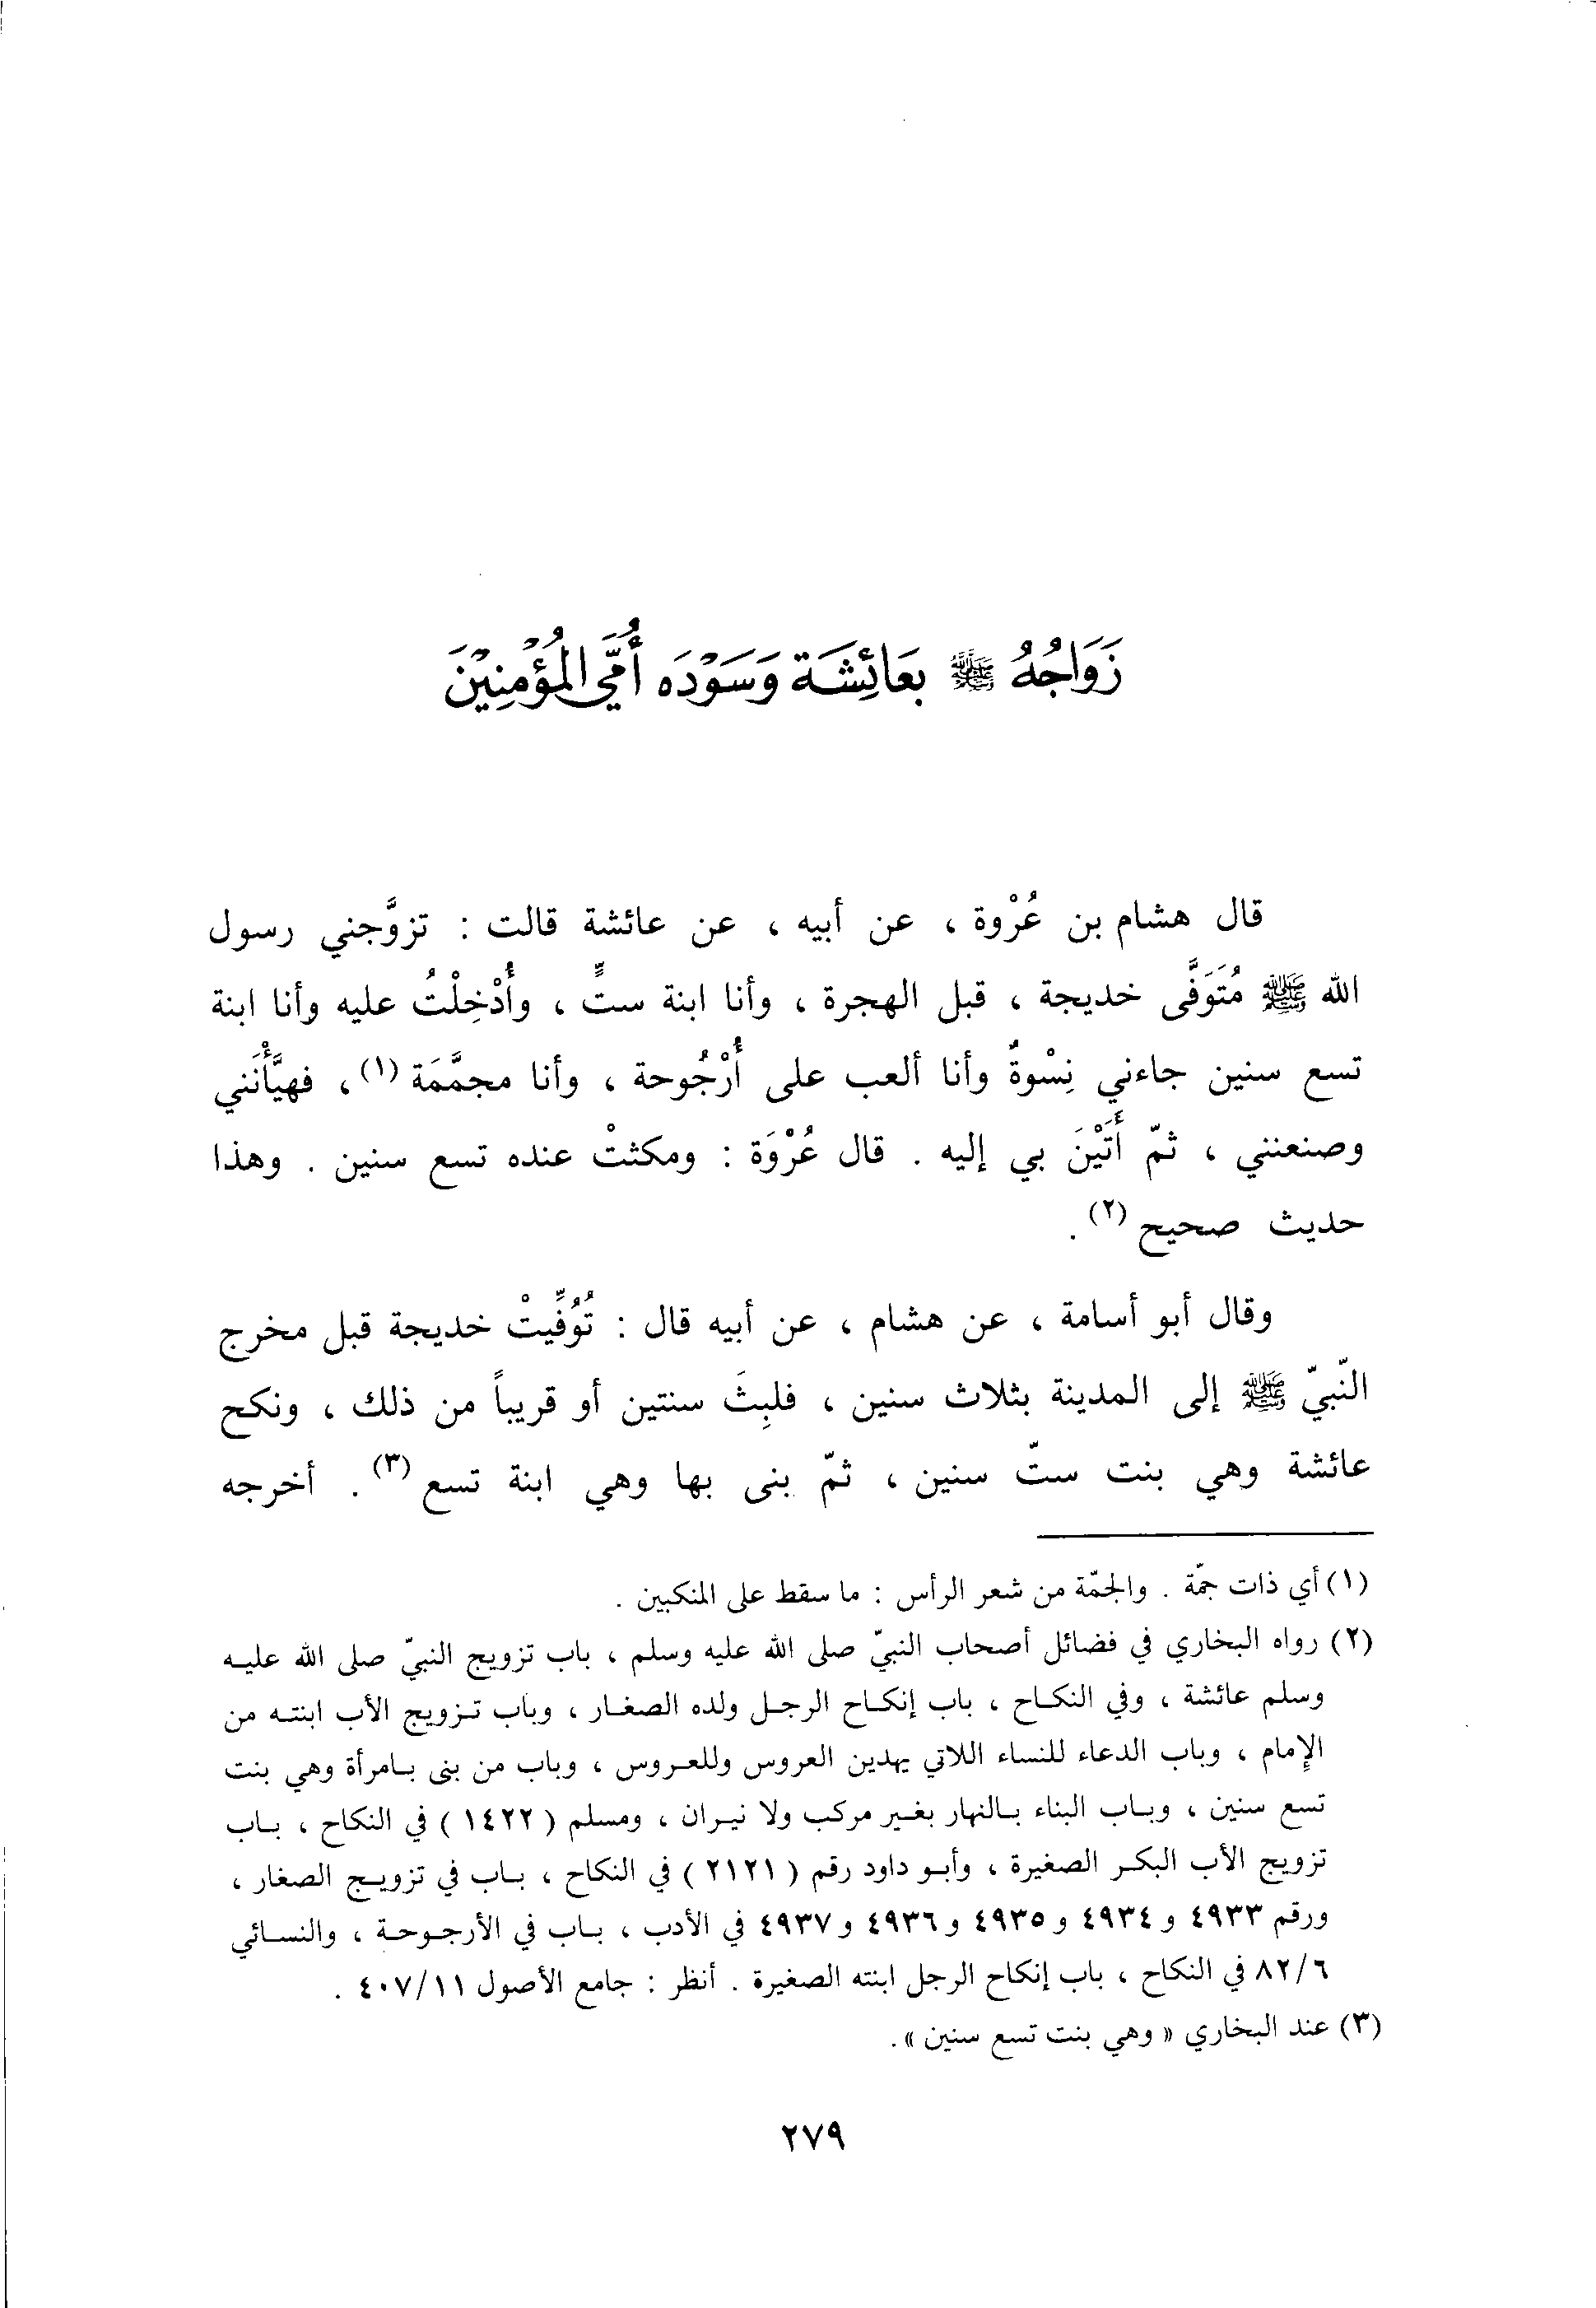 زَوَاجُهُ ﷺ بعَائِشَة وَسَوْدَه أُمَّي المُؤْمِنِيْنَ
قال هشام بن عُرْوة ، عن أبيه ، عن عائشة قالت : تزوَّجني رسول
الله ﷺ مُتَوَفَّى خديجة ، قبل الهجرة ، وأنا ابنة ستٍّ ، وأُدْخِلْتُ عليه وأنا ابنة
تسع سنين جاءني نِسْوةٌ وأنا ألعب على أُرْجُوحة ، وأنا مجمَّمَة (١) ، فهيَّأْنَني
وصنعنني ، ثمّ أَتَيْنَ بي إليه . قال عُرْوَة : ومكثتْ عنده تسع سنين . وهذا
حديث صحيح (٢) .
وقال أبو أسامة ، عن هشام ، عن أبيه قال : تُوُفِّيتْ خديجة قبل مخرج
النّبيّ ﷺ إلى المدينة بثلاث سنين ، فلبِثَ سنتين أو قريباً من ذلك ، ونكح
عائشة وهي بنت ستّ سنين ، ثمّ بنى بها وهي ابنة تسع (٣) . أخرجه
(١) أي ذات جمّة . والجمّة من شعر الرأس : ما سقط على المنكبين .
(٢) رواه البخاري في فضائل أصحاب النبيّ صلى الله عليه وسلم ، باب تزويج النبيّ صلى الله عليه
وسلم عائشة ، وفي النكاح ، باب إنكاح الرجل ولده الصغار ، وباب تزويج الأب ابنته من
الإمام ، وباب الدعاء للنساء اللاتي يهدين العروس وللعروس ، وباب من بنى بامرأة وهي بنت
تسع سنين ، وباب البناء بالنهار بغير مركب ولا نيران ، ومسلم ( ١٤٢٢ ) في النكاح ، باب
تزويج الأب البكر الصغيرة ، وأبو داود رقم ( ٢١٢١ ) في النكاح ، باب في تزويج الصغار ،
ورقم ٤٩٣٣ و ٤٩٣٤ و ٤٩٣٥ و ٤٩٣٦ و ٤٩٣٧ في الأدب ، باب في الأرجوحة ، والنسائي
٨٢/٦ في النكاح ، باب إنكاح الرجل ابنته الصغيرة . أنظر : جامع الأصول ٤٠٧/١١ .
(٣) عند البخاري « وهي بنت تسع سنين » .
٢٧٩